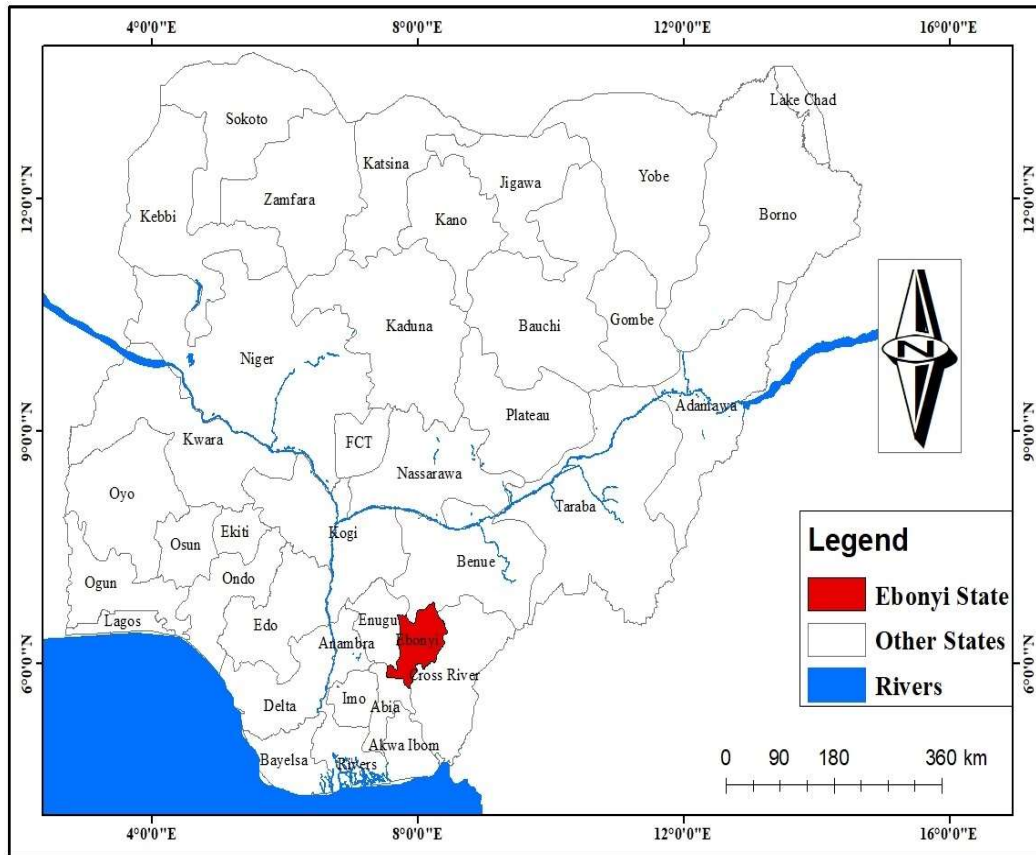 4°0'0"E 8°0'0"E 12°0'0"E 16°0'0"E
Lake Chad
Sokoto
Katsina
Jigawa
Yobe
Zamfara
12°0'0"N
12°0'0"N
Kebbi
Kano
Borno
Kaduna
Bauchi
Gombe
N
Niger
Adamawa
Plateau
9°0'0"N
9°0'0"N
Kwara
FCT
Nassarawa
Oyo
Taraba
Kogi
Ekiti
Osun
Benue
Ogun
Ondo
Lagos
Edo
Enugu
Ebonyi
Anambra
6°0'0"N
6°0'0"N
Cross River
Delta
Imo
Abia
Akwa Ibom
Bayelsa
Rivers
Legend
Ebonyi State
Other States
Rivers
0 90 180 360 km
4°0'0"E 8°0'0"E 12°0'0"E 16°0'0"E